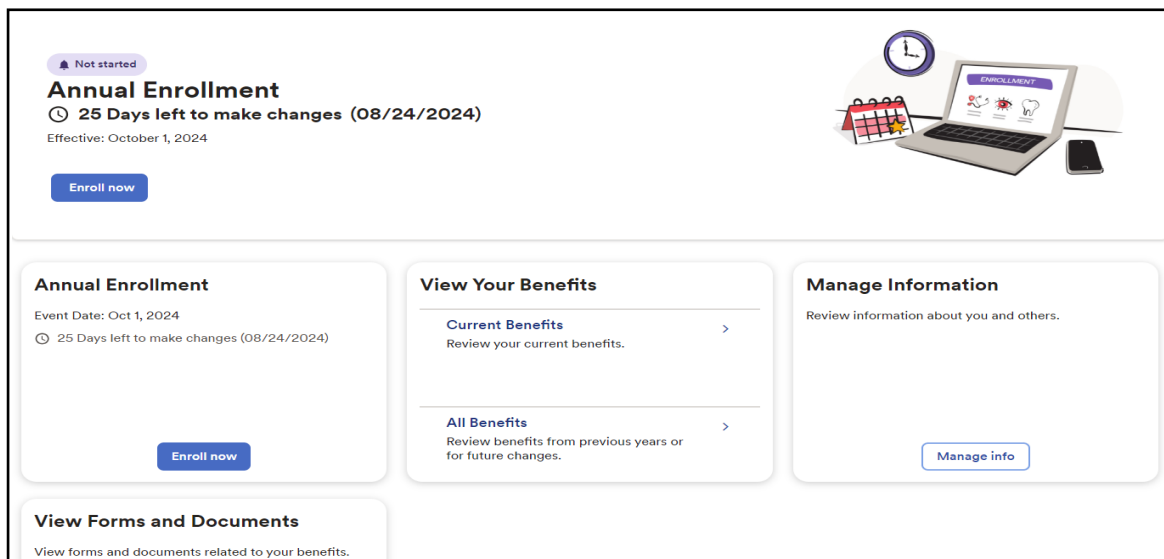 Not started
Annual Enrollment
25 Days left to make changes (08/24/2024)
Effective: October 1, 2024
Enroll now
ENROLLMENT
Annual Enrollment
Event Date: Oct 1, 2024
25 Days left to make changes (08/24/2024)
Enroll now
View Your Benefits
Current Benefits
Review your current benefits.
All Benefits
Review benefits from previous years or
for future changes.
Manage Information
Review information about you and others.
Manage info
View Forms and Documents
View forms and documents related to your benefits.